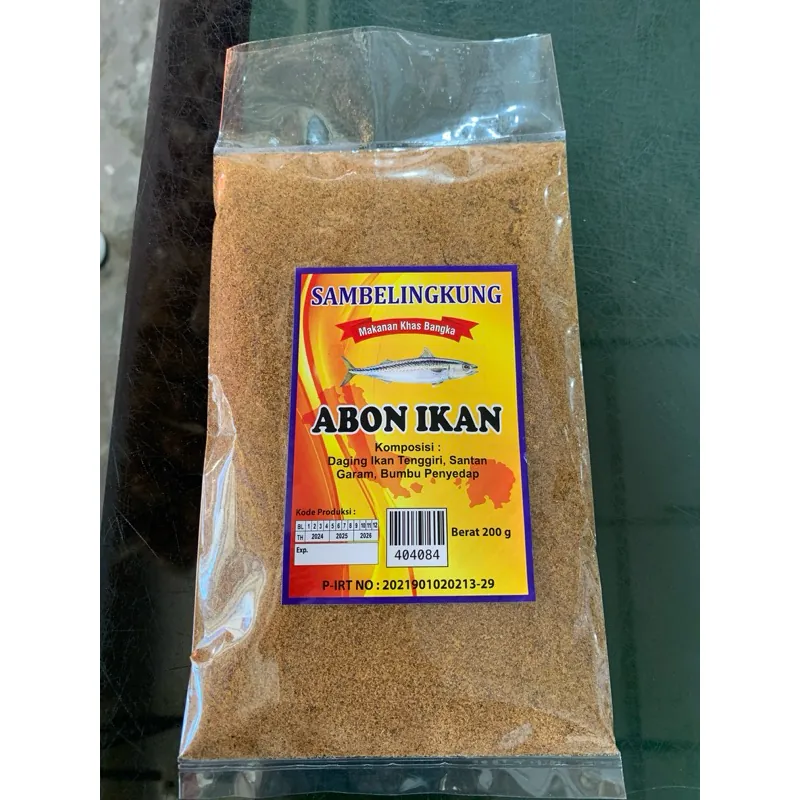 SAMBELINGKUNG
Makanan Khas Bangka
ABON IKAN
Komposisi :
Daging Ikan Tenggiri, Santan
Garam, Bumbu Penyedap
Kode Produksi :
BL 1 2 3 4 5 6 7 8 9 10 11 12
TH 2024 2025 2026
Exp.
404084
Berat 200 g
P-IRT NO : 2021901020213-29